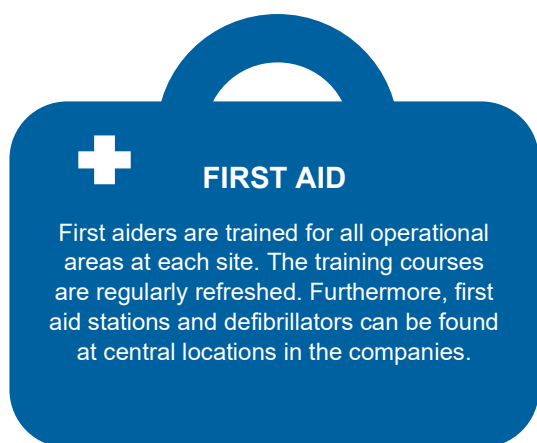 FIRST AID
First aiders are trained for all operational
areas at each site. The training courses
are regularly refreshed. Furthermore, first
aid stations and defibrillators can be found
at central locations in the companies.